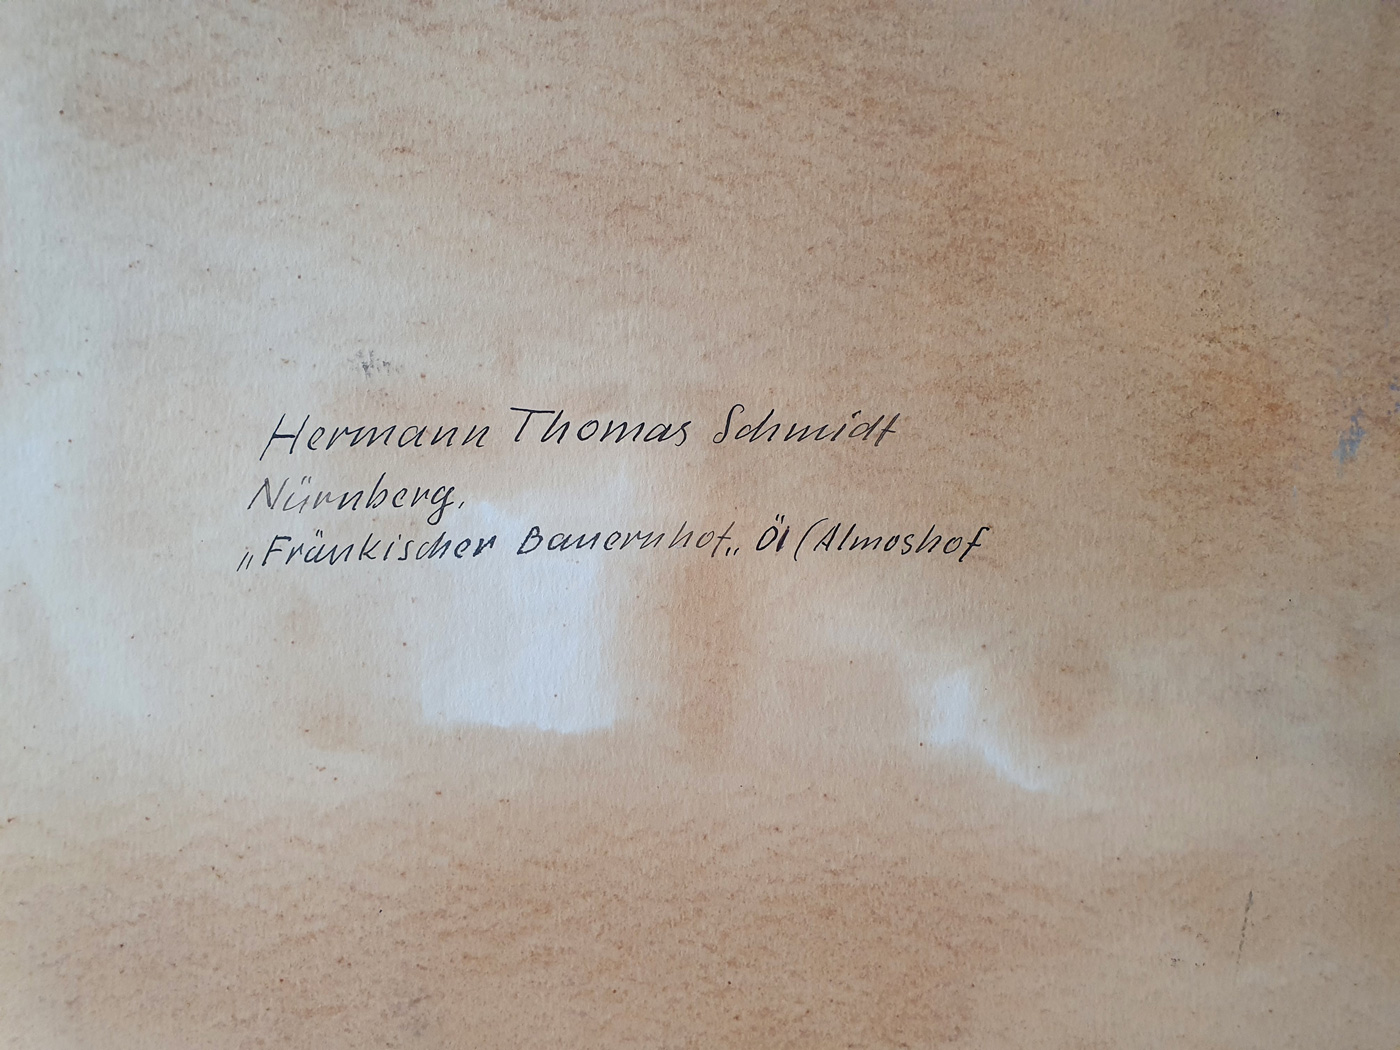 Hermann Thomas Schmidt
Nürnberg.
„Fränkischer Bauernhof„ Öl (Almoshof